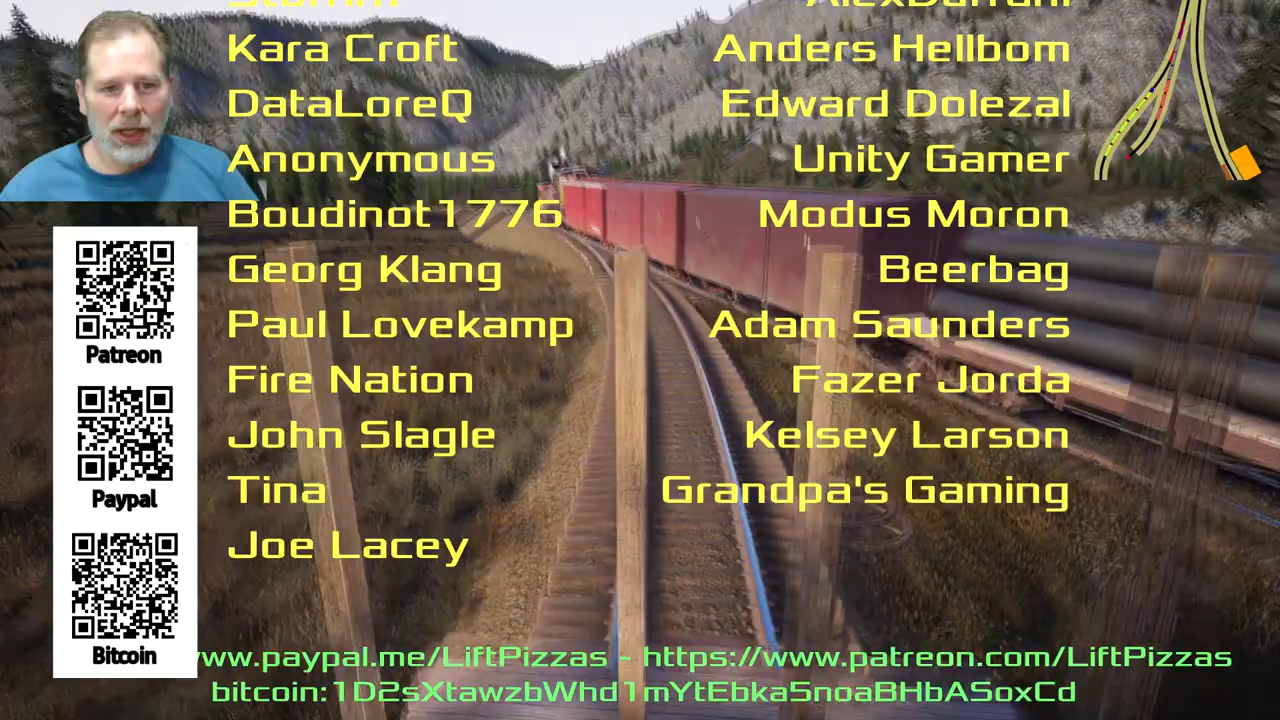 AlexDuffanf
Kara Croft
Anders Hellbom
DataLoreQ
Edward Dolezal
Anonymous
Unity Gamer
Boudinot1776
Modus Moron
Georg Klang
Beerbag
Paul Lovekamp
Adam Saunders
Fire Nation
Fazer Jorda
John Slagle
Kelsey Larson
Tina
Grandpa's Gaming
Joe Lacey
Patreon
Paypal
Bitcoin
ww.paypal.me/LiftPizzas - https://www.patreon.com/LiftPizzas
bitcoin:1D2sXtawzbWhd1mYtEbka5noaBHbASoxCd